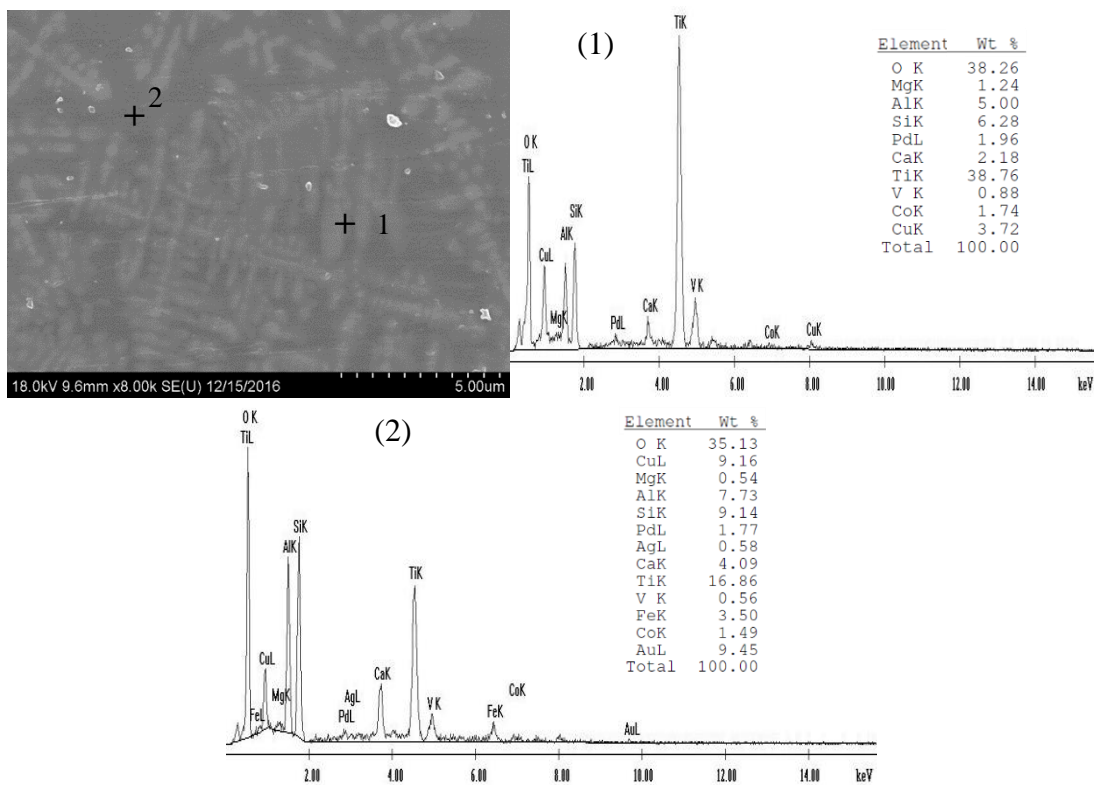 2
1
18.0kV 9.6mm x8.00k SE(U) 12/15/2016 5.00um
(1)
TiK
O K
TiL
SiK
AlK
CuL
MgK
PdL
CaK
V K
CoK
CuK
2.00 4.00 6.00 8.00 10.00 12.00 14.00 keV
Element Wt %
O K 38.26
MgK 1.24
AlK 5.00
SiK 6.28
PdL 1.96
CaK 2.18
TiK 38.76
V K 0.88
CoK 1.74
CuK 3.72
Total 100.00
(2)
O K
TiL
SiK
AlK
TiK
CuL
FeL
MgK
AgL
PdL
CaK
V K
FeK
CoK
AuL
2.00 4.00 6.00 8.00 10.00 12.00 14.00 keV
Element Wt %
O K 35.13
CuL 9.16
MgK 0.54
AlK 7.73
SiK 9.14
PdL 1.77
AgL 0.58
CaK 4.09
TiK 16.86
V K 0.56
FeK 3.50
CoK 1.49
AuL 9.45
Total 100.00